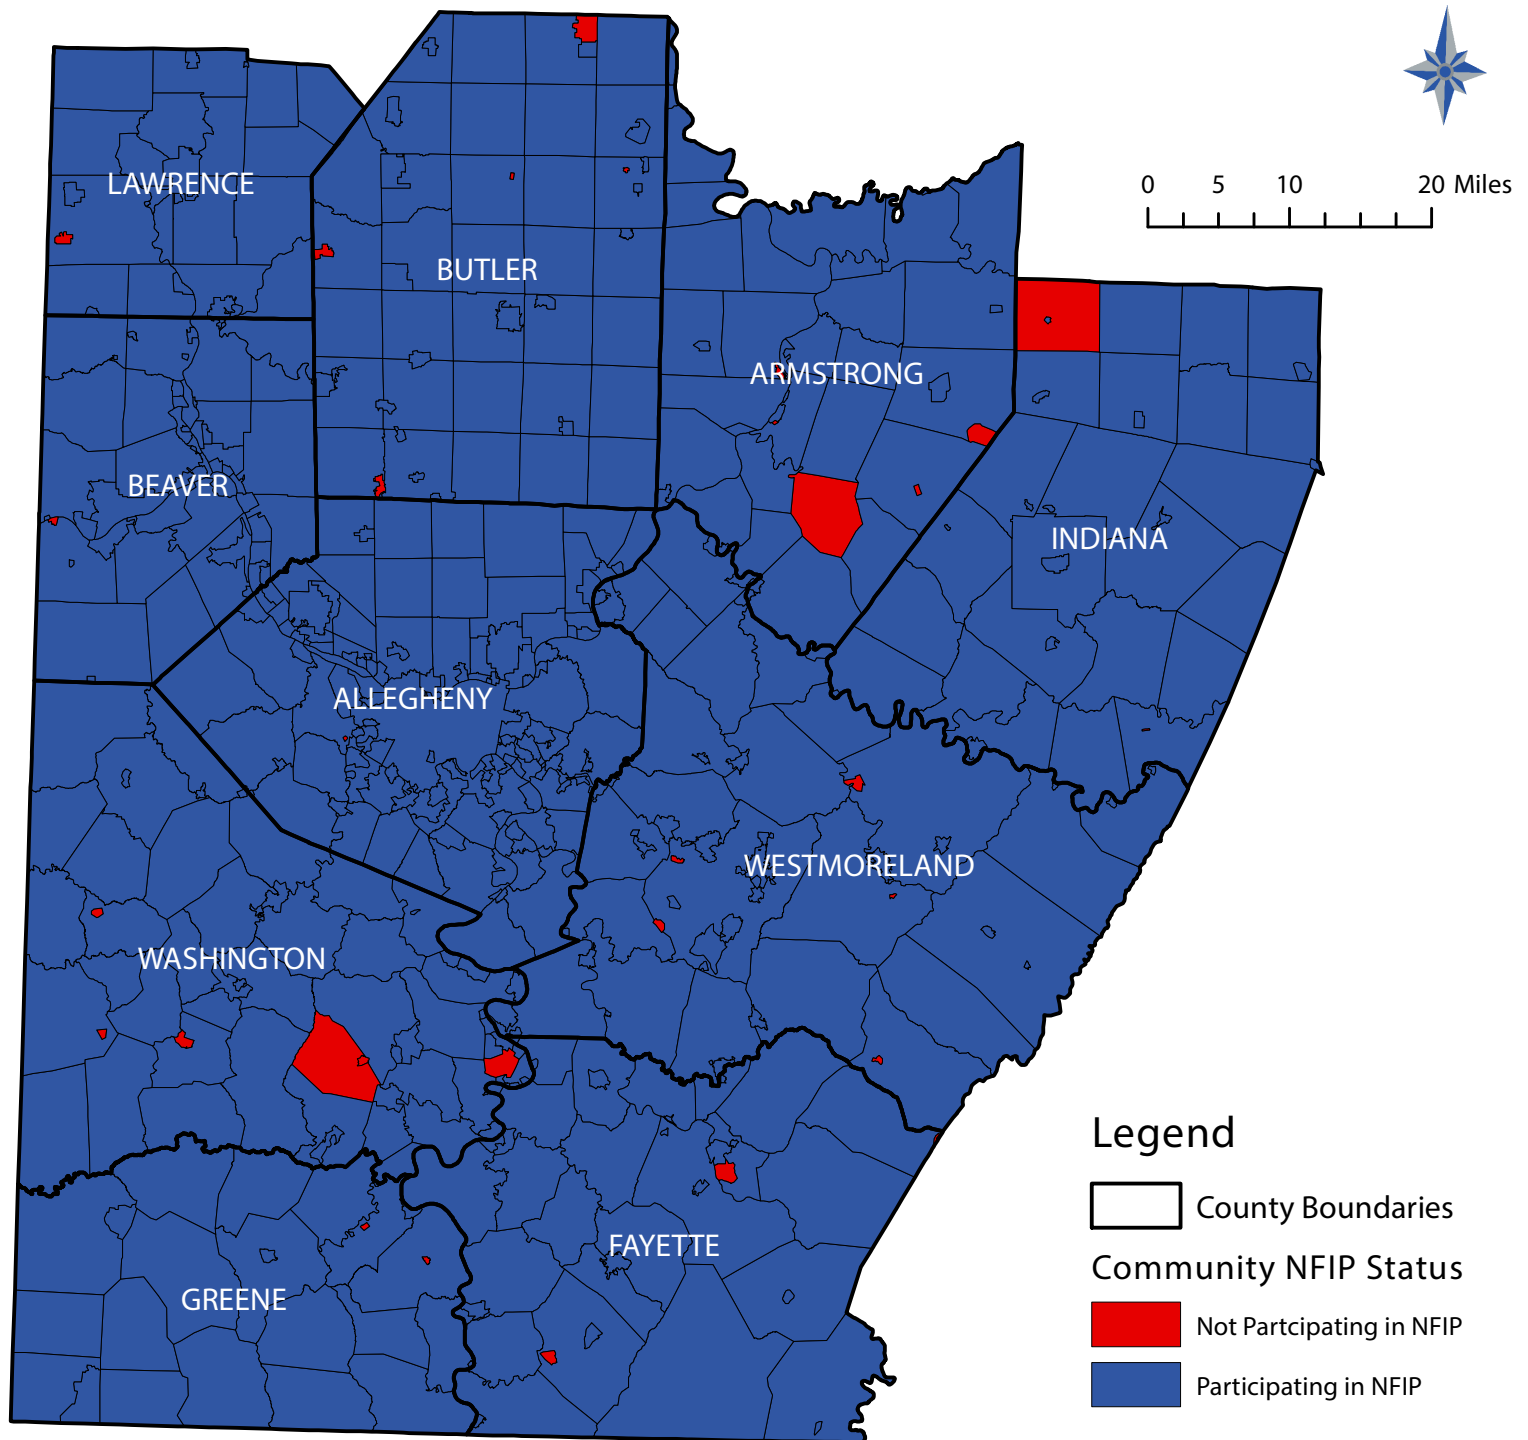 0 5 10 20 Miles
LAWRENCE
BUTLER
ARMSTRONG
BEAVER
INDIANA
ALLEGHENY
WESTMORELAND
WASHINGTON
FAYETTE
GREENE
Legend
County Boundaries
Community NFIP Status
Not Partcipating in NFIP
Participating in NFIP